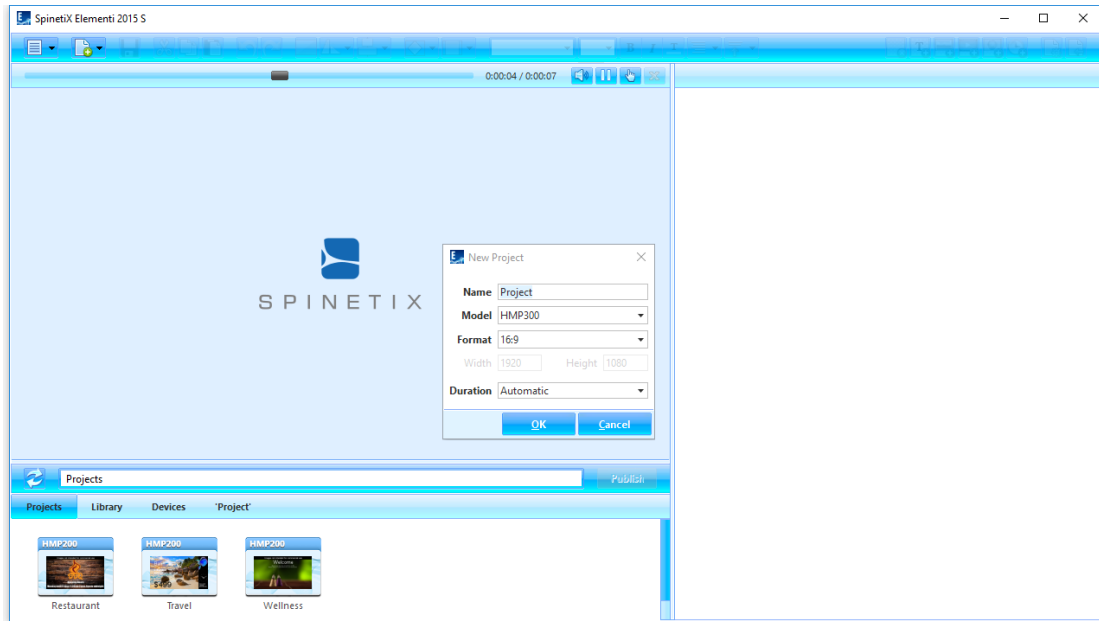 SpinetiX Elementi 2015 S
B I
0:00:04 / 0:00:07
SPINETIX
New Project
Name Project
Model HMP300
Format 16:9
Width 1920 Height 1080
Duration Automatic
OK Cancel
Projects Publish
Projects Library Devices 'Project'
HMP200 HMP200 HMP200
Welcome
Restaurant Travel Wellness